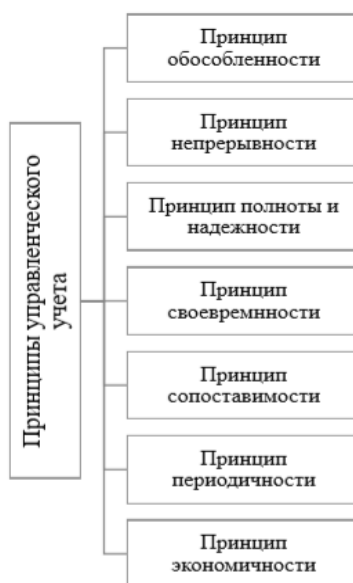 Принципы управленческого
учета
Принцип
обособленности
Принцип
непрерывности
Принцип полноты и
надежности
Принцип
своевремнности
Принцип
сопоставимости
Принцип
периодичности
Принцип
экономичности